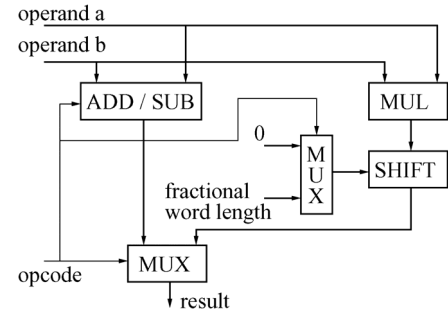 operand a
operand b
ADD / SUB
MUL
0
M
U
X
SHIFT
fractional
word length
opcode
MUX
result